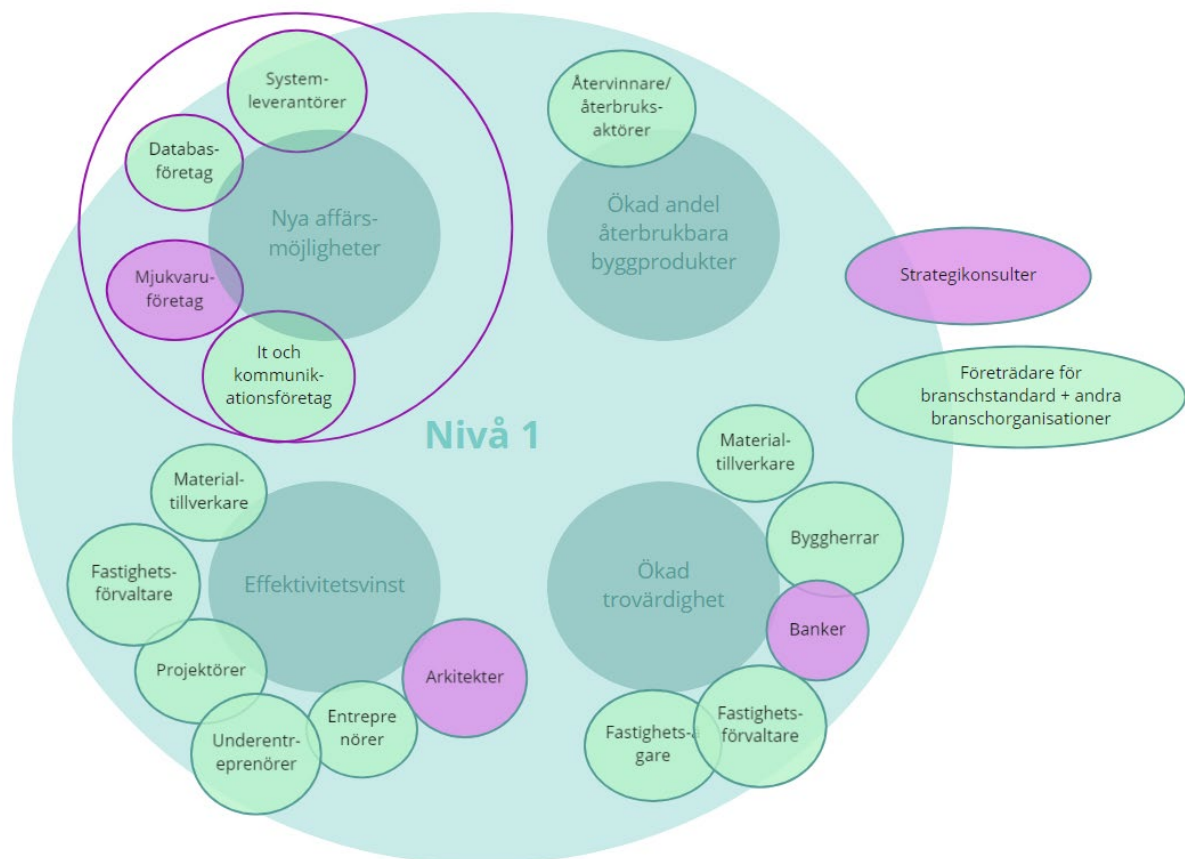 System-
leverantörer
Databas-
företag
Nya affärs-
möjligheter
Mjukvaru-
företag
It och
kommunik-
ationsföretag
Återvinnare/
återbruks-
aktörer
Ökad andel
återbrukbara
byggprodukter
Strategikonsulter
Företrädare för
branschstandard + andra
branschorganisationer
Nivå 1
Material-
tillverkare
Fastighets-
förvaltare
Effektivitetsvinst
Projektörer
Underentr-
eprenörer
Entrepre
nörer
Arkitekter
Material-
tillverkare
Byggherrar
Ökad
trovärdighet
Banker
Fastighets-
förvaltare
Fastighets-ä
gare